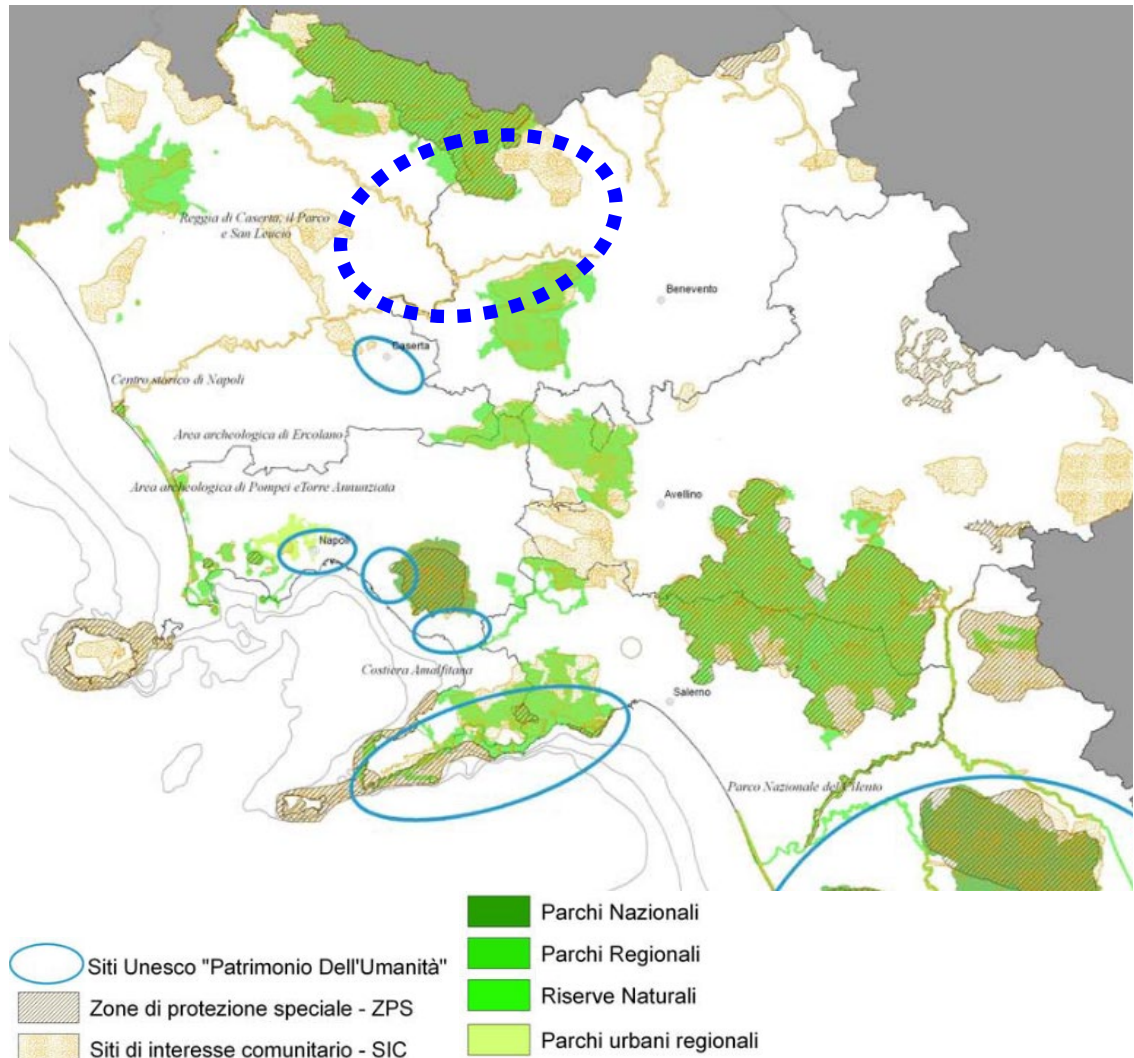 Reggia di Caserta, il Parco
e San Leucio
Benevento
Caserta
Centro storico di Napoli
Area archeologica di Ercolano
Area archeologica di Pompei eTorre Annunziata
Avellino
Napoli
Costiera Amalfitana
Salerno
Parco Nazionale del Cilento
Siti Unesco "Patrimonio Dell'Umanità"
Zone di protezione speciale - ZPS
Siti di interesse comunitario - SIC
Parchi Nazionali
Parchi Regionali
Riserve Naturali
Parchi urbani regionali